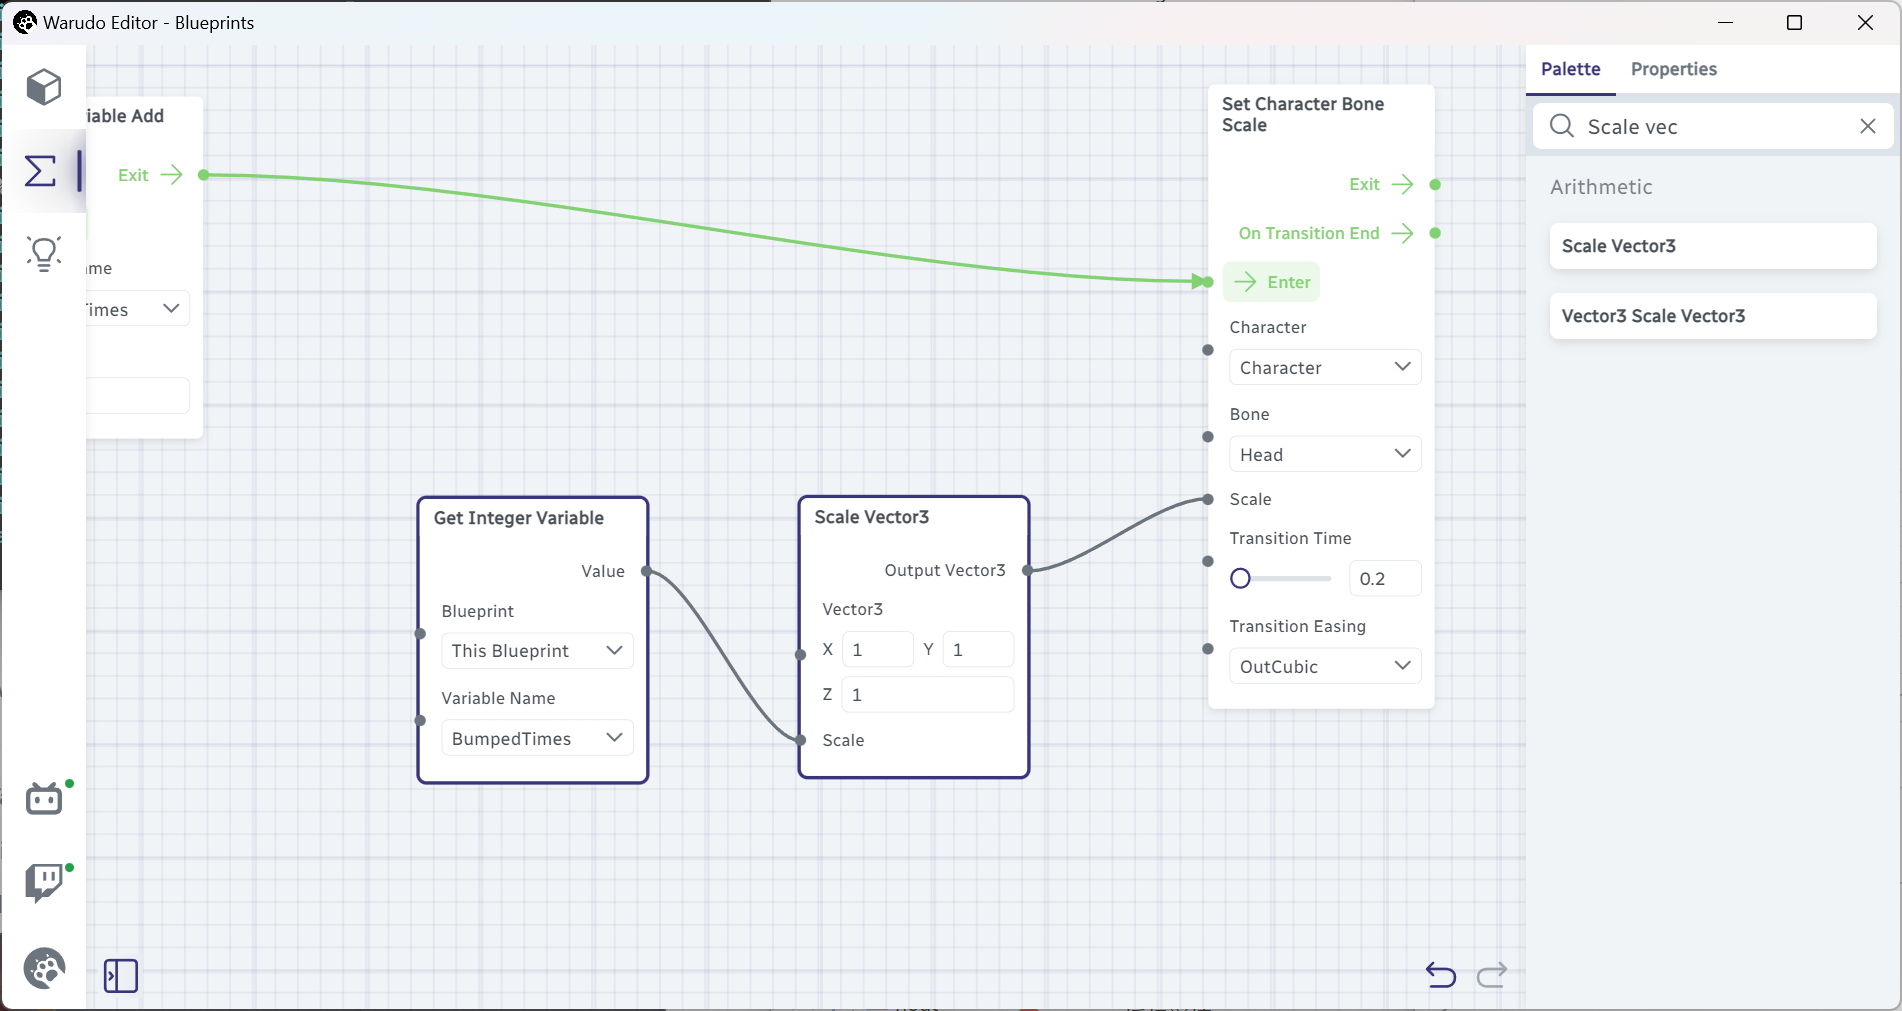 Warudo Editor - Blueprints
iable Add
Exit
me
Times
Get Integer Variable
Value
Blueprint
This Blueprint
Variable Name
BumpedTimes
Scale Vector3
Output Vector3
Vector3
X 1 Y 1
Z 1
Scale
Set Character Bone
Scale
Exit
On Transition End
Enter
Character
Character
Bone
Head
Scale
Transition Time
0.2
Transition Easing
OutCubic
Palette Properties
Scale vec
Arithmetic
Scale Vector3
Vector3 Scale Vector3